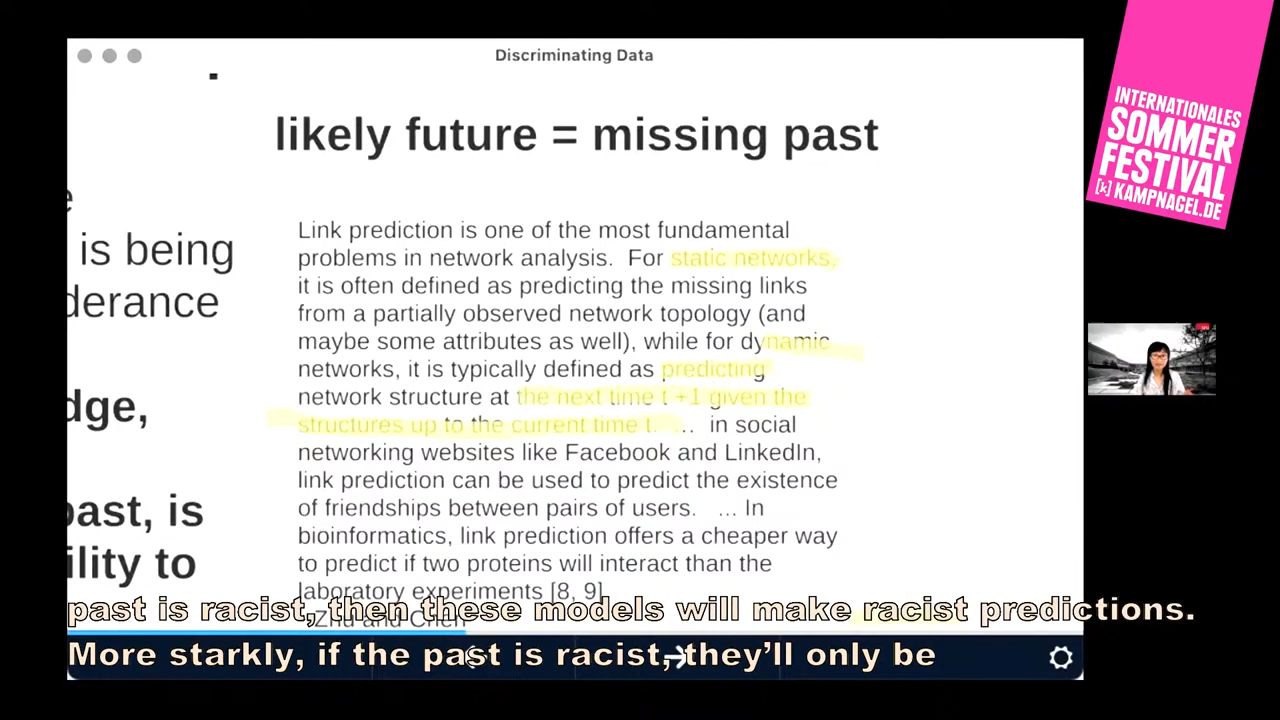 Discriminating Data
likely future = missing past
is being
derance
dge,
past, is
ility to
Link prediction is one of the most fundamental
problems in network analysis. For static networks,
it is often defined as predicting the missing links
from a partially observed network topology (and
maybe some attributes as well), while for dynamic
networks, it is typically defined as predicting
network structure at the next time t +1 given the
structures up to the current time t. ... in social
networking websites like Facebook and LinkedIn,
link prediction can be used to predict the existence
of friendships between pairs of users. ... In
bioinformatics, link prediction offers a cheaper way
to predict if two proteins will interact than the
laboratory experiments [8, 9]
Zhu and Chen
past is racist, then these models will make racist predictions.
More starkly, if the past is racist, they’ll only be
INTERNATIONALES
SOMMER
FESTIVAL
[k] KAMPNAGEL.DE